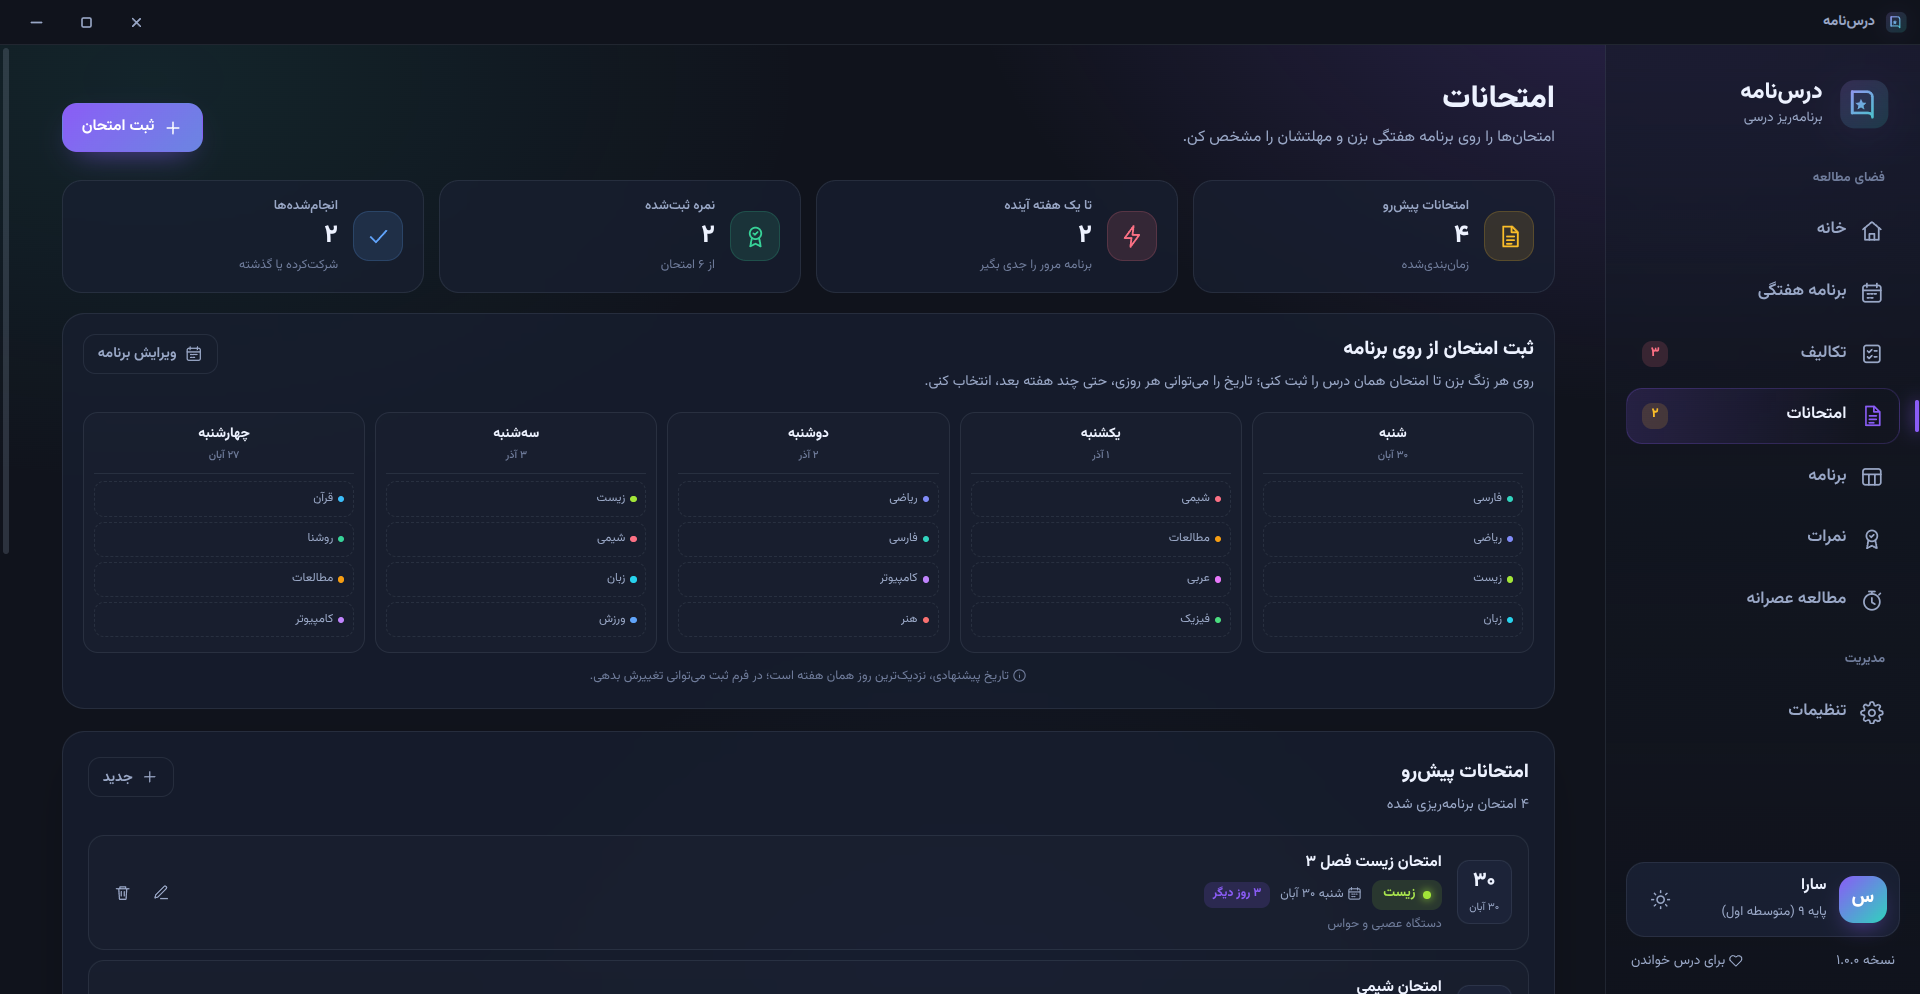 درس‌نامه
درس‌نامه
برنامه‌ریز درسی
فضای مطالعه
خانه
برنامه هفتگی
تکالیف
۳
امتحانات
۲
برنامه
نمرات
مطالعه عصرانه
مدیریت
تنظیمات
س
سارا
پایه ۹ (متوسطه اول)
نسخه ۱.۰.۰
برای درس خواندن
امتحانات
امتحان‌ها را روی برنامه هفتگی بزن و مهلتشان را مشخص کن.
ثبت امتحان
امتحانات پیش‌رو
۴
زمان‌بندی‌شده
تا یک هفته آینده
۲
برنامه مرور را جدی بگیر
نمره ثبت‌شده
۲
از ۶ امتحان
انجام‌شده‌ها
۲
شرکت‌کرده یا گذشته
ثبت امتحان از روی برنامه
روی هر زنگ بزن تا امتحان همان درس را ثبت کنی؛ تاریخ را می‌توانی هر روزی، حتی چند هفته بعد، انتخاب کنی.
ویرایش برنامه
شنبه
۳۰ آبان
فارسی
ریاضی
زیست
زبان
یکشنبه
۱ آذر
شیمی
مطالعات
عربی
فیزیک
دوشنبه
۲ آذر
ریاضی
فارسی
کامپیوتر
هنر
سه‌شنبه
۳ آذر
زیست
شیمی
زبان
ورزش
چهارشنبه
۲۷ آبان
قرآن
روشنا
مطالعات
کامپیوتر
تاریخ پیشنهادی، نزدیک‌ترین روز همان هفته است؛ در فرم ثبت می‌توانی تغییرش بدهی.
امتحانات پیش‌رو
۴ امتحان برنامه‌ریزی شده
جدید
۳۰
۳۰ آبان
امتحان زیست فصل ۳
زیست
شنبه ۳۰ آبان
۳ روز دیگر
دستگاه عصبی و حواس
امتحان شیمی